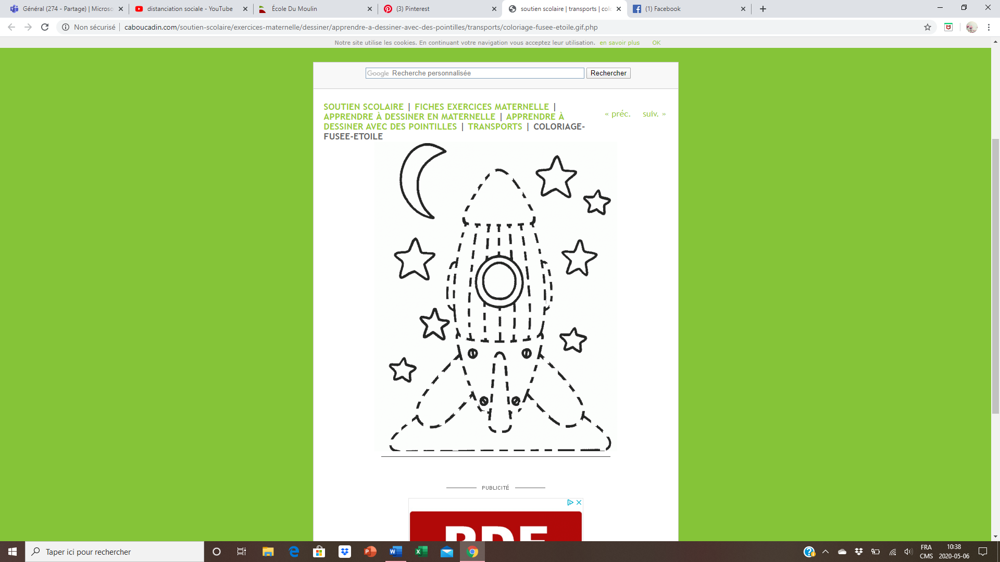 Général (274 - Partage) | Microso
distanciation sociale - YouTube
École Du Moulin
(3) Pinterest
soutien scolaire | transports | colo
(1) Facebook
Non sécurisé
caboucadin.com/soutien-scolaire/exercices-maternelle/dessiner/apprendre-a-dessiner-avec-des-pointilles/transports/coloriage-fusee-etoile.gif.php
Notre site utilise les cookies. En continuant votre navigation vous acceptez leur utilisation. en savoir plus OK
Google Recherche personnalisée Rechercher
SOUTIEN SCOLAIRE | FICHES EXERCICES MATERNELLE |
APPRENDRE À DESSINER EN MATERNELLE | APPRENDRE À
DESSINER AVEC DES POINTILLES | TRANSPORTS | COLORIAGE-
FUSEE-ETOILE
« préc. suiv. »
PUBLICITÉ
Taper ici pour rechercher
FRA
CMS
10:38
2020-05-06